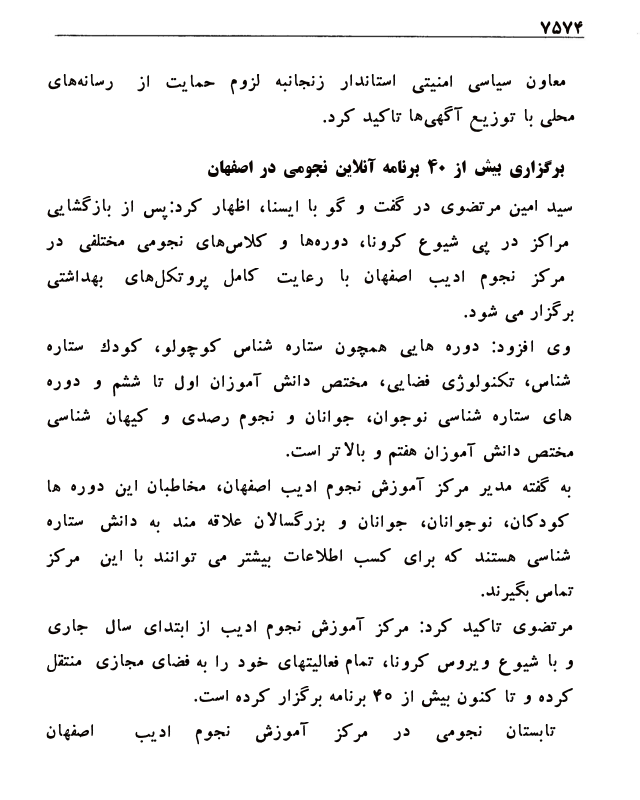 ۷۵۷۴
معاون سیاسی امنیتی استاندار زنجانبه لزوم حمایت از رسانه‌های
محلی با توزیع آگهی‌ها تاکید کرد.
برگزاری بیش از ۴۰ برنامه آنلاین نجومی در اصفهان
سید امین مرتضوی در گفت و گو با ایسنا، اظهار کرد:پس از بازگشایی
مراکز در پی شیوع کرونا، دوره‌ها و کلاس‌های نجومی مختلفی در
مرکز نجوم ادیب اصفهان با رعایت کامل پروتکل‌های بهداشتی
برگزار می شود.
وی افزود: دوره هایی همچون ستاره شناس کوچولو، کودك ستاره
شناس، تکنولوژی فضایی، مختص دانش آموزان اول تا ششم و دوره
های ستاره شناسی نوجوان، جوانان و نجوم رصدی و کیهان شناسی
مختص دانش آموزان هفتم و بالاتر است.
به گفته مدیر مرکز آموزش نجوم ادیب اصفهان، مخاطبان این دوره ها
کودکان، نوجوانان، جوانان و بزرگسالان علاقه مند به دانش ستاره
شناسی هستند که برای کسب اطلاعات بیشتر می توانند با این مرکز
تماس بگیرند.
مرتضوی تاکید کرد: مرکز آموزش نجوم ادیب از ابتدای سال جاری
و با شیوع ویروس کرونا، تمام فعالیتهای خود را به فضای مجازی منتقل
کرده و تا کنون بیش از ۴۰ برنامه برگزار کرده است.
تابستان نجومی در مرکز آموزش نجوم ادیب اصفهان